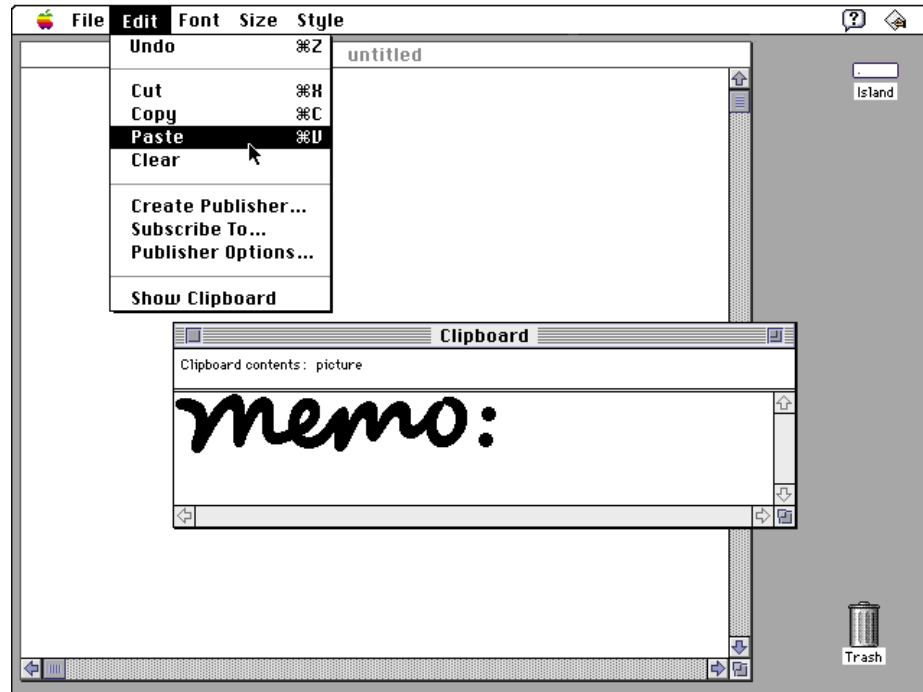 File Edit Font Size Style
untitled
Undo ⌘Z
Cut ⌘X
Copy ⌘C
Paste ⌘V
Clear
Create Publisher...
Subscribe To...
Publisher Options...
Show Clipboard
Island
Clipboard
Clipboard contents: picture
memo:
Trash